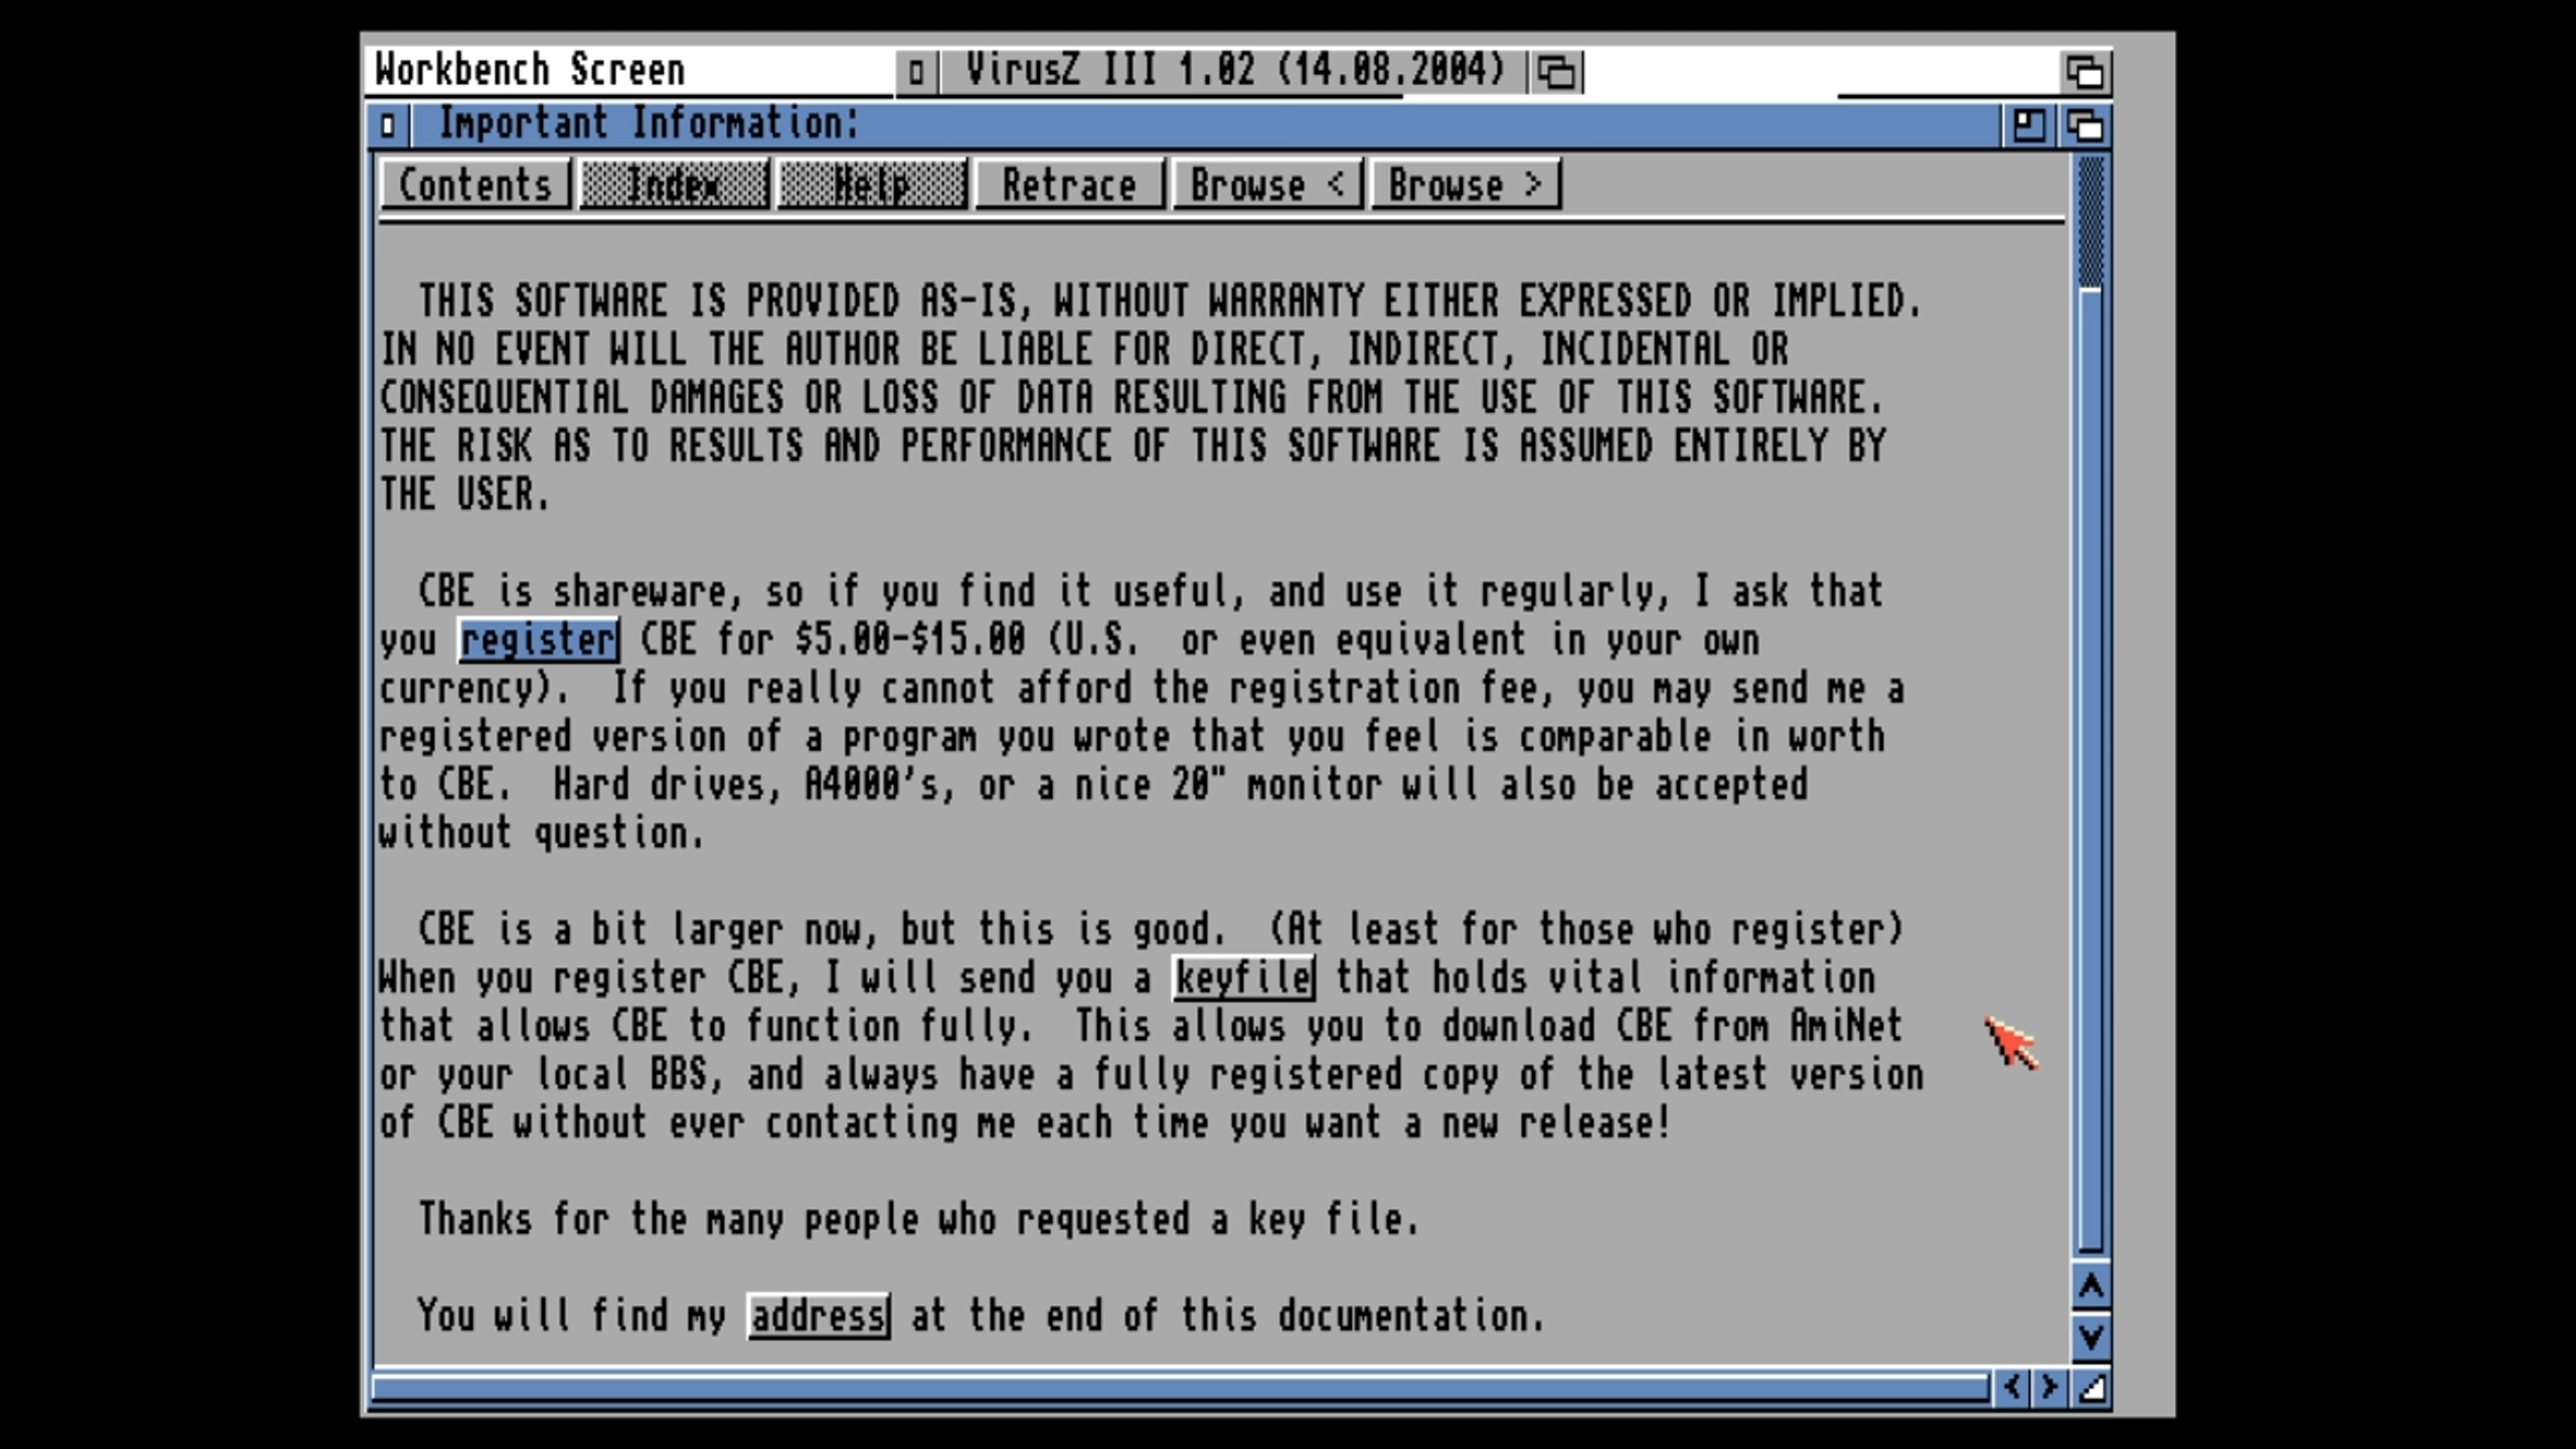 Workbench Screen
VirusZ III 1.02 (14.08.2004)
Important Information:
Contents
Index
Help
Retrace
Browse <
Browse >
THIS SOFTWARE IS PROVIDED AS-IS, WITHOUT WARRANTY EITHER EXPRESSED OR IMPLIED.
IN NO EVENT WILL THE AUTHOR BE LIABLE FOR DIRECT, INDIRECT, INCIDENTAL OR
CONSEQUENTIAL DAMAGES OR LOSS OF DATA RESULTING FROM THE USE OF THIS SOFTWARE.
THE RISK AS TO RESULTS AND PERFORMANCE OF THIS SOFTWARE IS ASSUMED ENTIRELY BY
THE USER.
CBE is shareware, so if you find it useful, and use it regularly, I ask that
you register CBE for $5.00-$15.00 (U.S.  or even equivalent in your own
currency).  If you really cannot afford the registration fee, you may send me a
registered version of a program you wrote that you feel is comparable in worth
to CBE.  Hard drives, A4000's, or a nice 20" monitor will also be accepted
without question.
CBE is a bit larger now, but this is good.  (At least for those who register)
When you register CBE, I will send you a keyfile that holds vital information
that allows CBE to function fully.  This allows you to download CBE from AmiNet
or your local BBS, and always have a fully registered copy of the latest version
of CBE without ever contacting me each time you want a new release!
Thanks for the many people who requested a key file.
You will find my address at the end of this documentation.